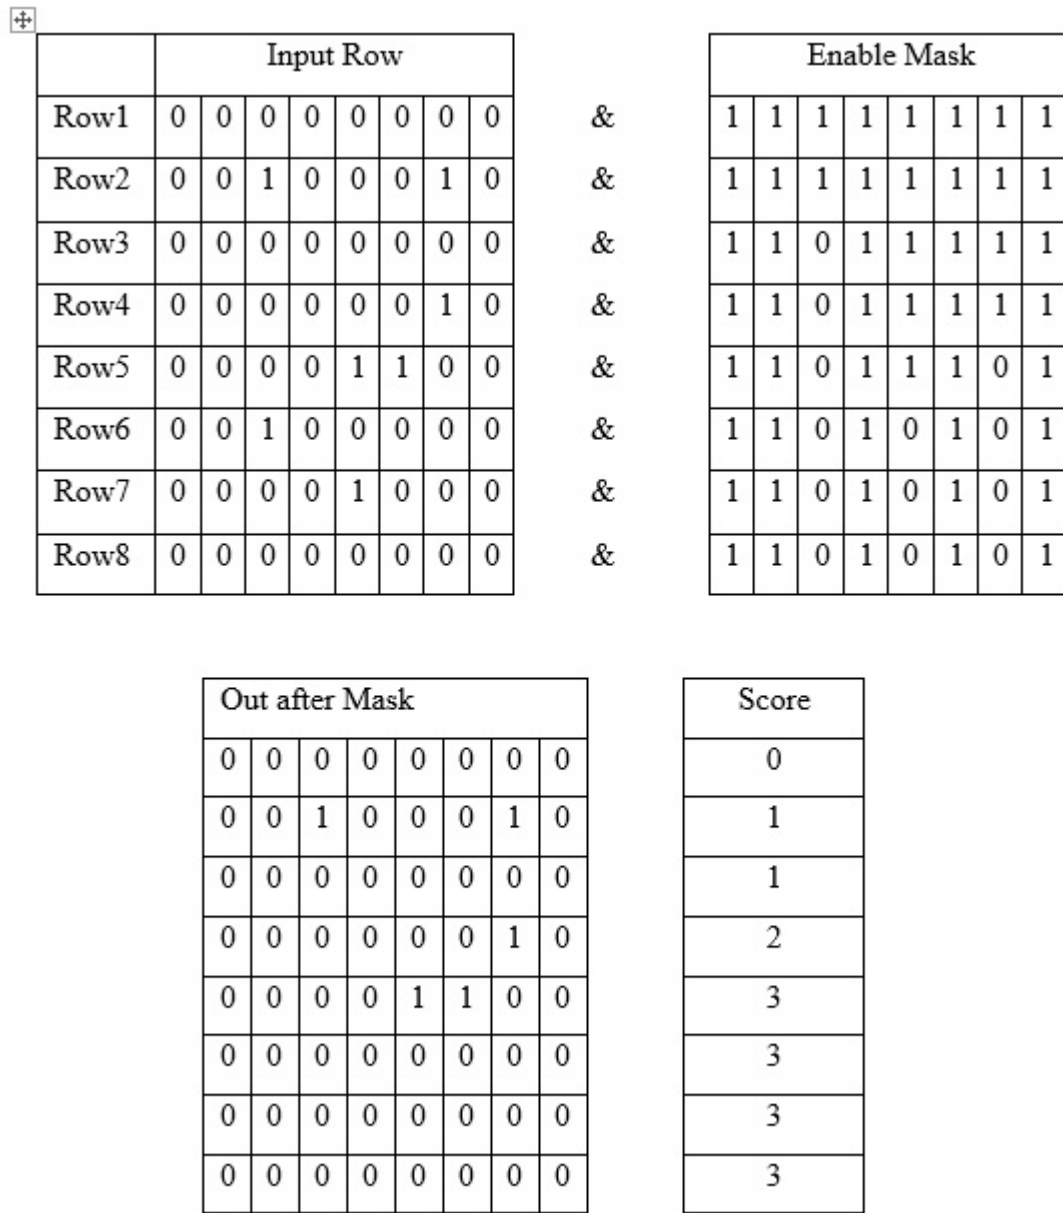 Input Row Enable Mask
Row1 0 0 0 0 0 0 0 0 & 1 1 1 1 1 1 1 1
Row2 0 0 1 0 0 0 1 0 & 1 1 1 1 1 1 1 1
Row3 0 0 0 0 0 0 0 0 & 1 1 0 1 1 1 1 1
Row4 0 0 0 0 0 0 1 0 & 1 1 0 1 1 1 1 1
Row5 0 0 0 0 1 1 0 0 & 1 1 0 1 1 1 0 1
Row6 0 0 1 0 0 0 0 0 & 1 1 0 1 0 1 0 1
Row7 0 0 0 0 1 0 0 0 & 1 1 0 1 0 1 0 1
Row8 0 0 0 0 0 0 0 0 & 1 1 0 1 0 1 0 1
Out after Mask Score
0 0 0 0 0 0 0 0 0
0 0 1 0 0 0 1 0 1
0 0 0 0 0 0 0 0 1
0 0 0 0 0 0 1 0 2
0 0 0 0 1 1 0 0 3
0 0 0 0 0 0 0 0 3
0 0 0 0 0 0 0 0 3
0 0 0 0 0 0 0 0 3